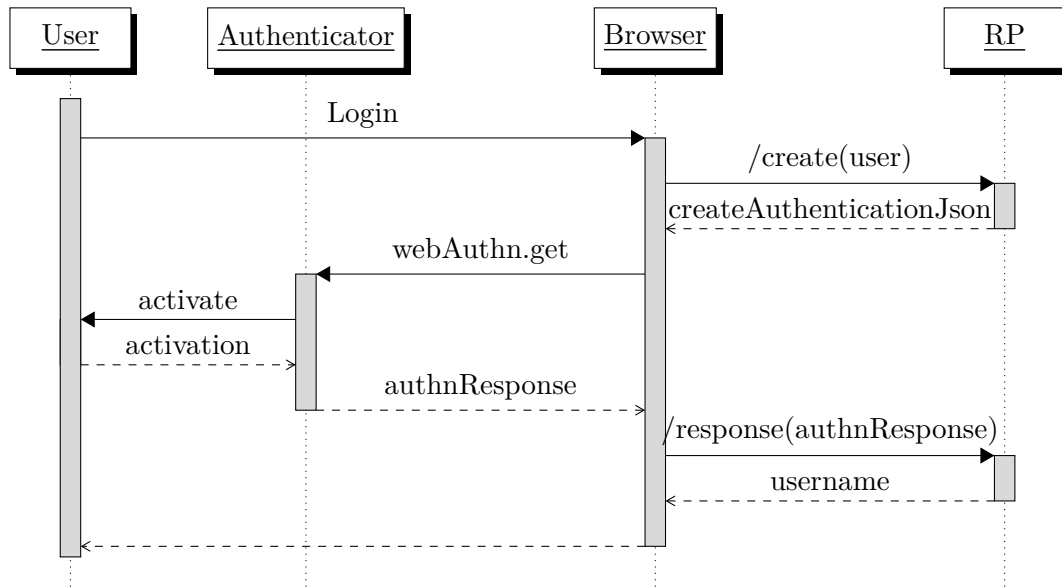 User
Authenticator
Browser
RP
Login
/create(user)
createAuthenticationJson
webAuthn.get
activate
activation
authnResponse
/response(authnResponse)
username